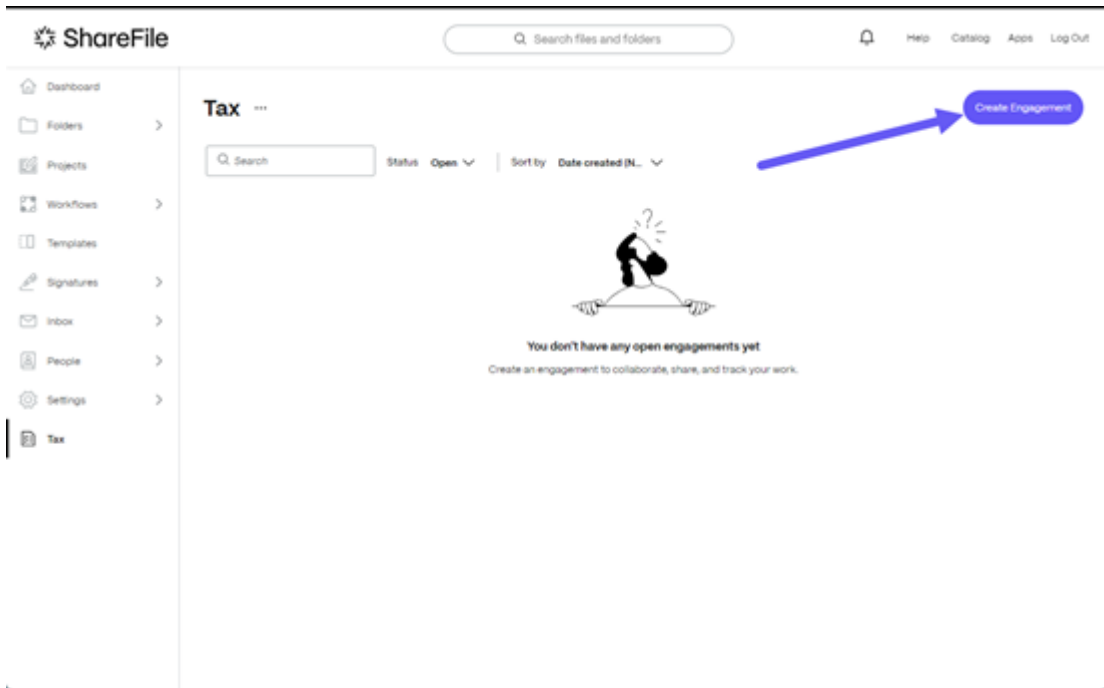 ShareFile
Search files and folders
Help Catalog Apps Log Out
Dashboard
Folders
Projects
Workflows
Templates
Signatures
Inbox
People
Settings
Tax
Tax ...
Create Engagement
Search
Status Open
Sort by Date created (N...
?
You don't have any open engagements yet
Create an engagement to collaborate, share, and track your work.